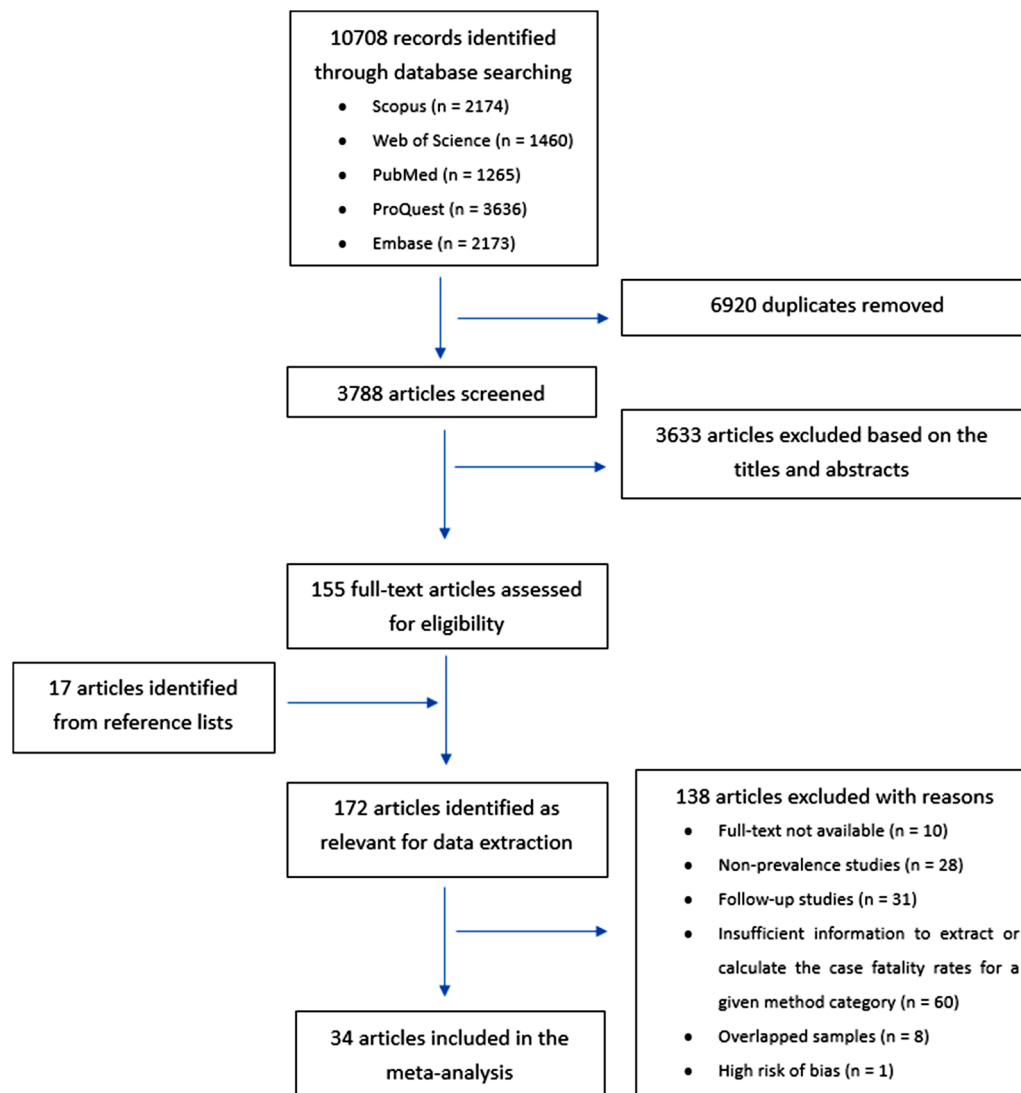 10708 records identified
through database searching
• Scopus (n = 2174)
• Web of Science (n = 1460)
• PubMed (n = 1265)
• ProQuest (n = 3636)
• Embase (n = 2173)
6920 duplicates removed
3788 articles screened
3633 articles excluded based on the
titles and abstracts
155 full-text articles assessed
for eligibility
17 articles identified
from reference lists
172 articles identified as
relevant for data extraction
138 articles excluded with reasons
• Full-text not available (n = 10)
• Non-prevalence studies (n = 28)
• Follow-up studies (n = 31)
• Insufficient information to extract or
calculate the case fatality rates for a
given method category (n = 60)
• Overlapped samples (n = 8)
• High risk of bias (n = 1)
34 articles included in the
meta-analysis